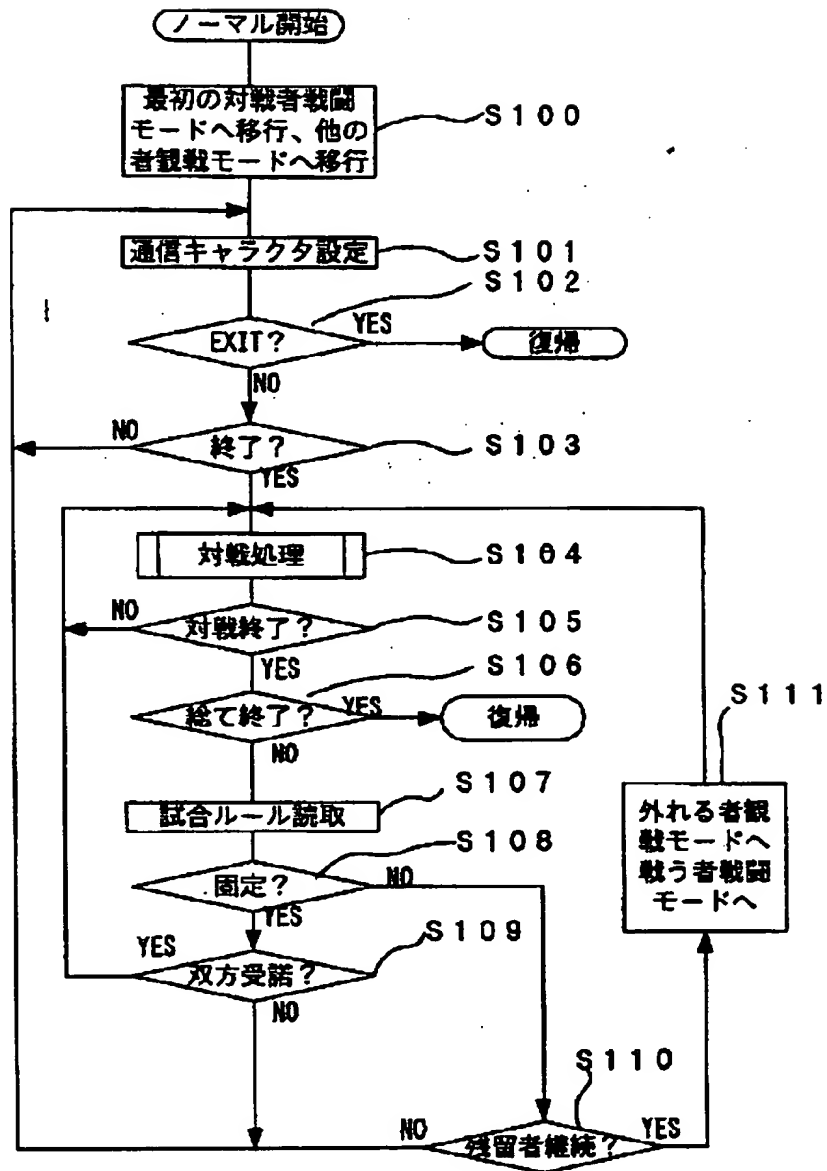 ノーマル開始
最初の対戦者戦闘
モードへ移行、他の
者観戦モードへ移行
S100
通信キャラクタ設定
S101
S102
EXIT?
YES
復帰
NO
NO
終了?
S103
YES
対戦処理
S104
NO
対戦終了?
S105
YES
S106
総て終了?
YES
復帰
NO
S111
外れる者観
戦モードへ
戦う者戦闘
モードへ
試合ルール読取
S107
S108
固定?
NO
YES
S109
YES
双方受諾?
NO
S110
NO
残留者継続?
YES